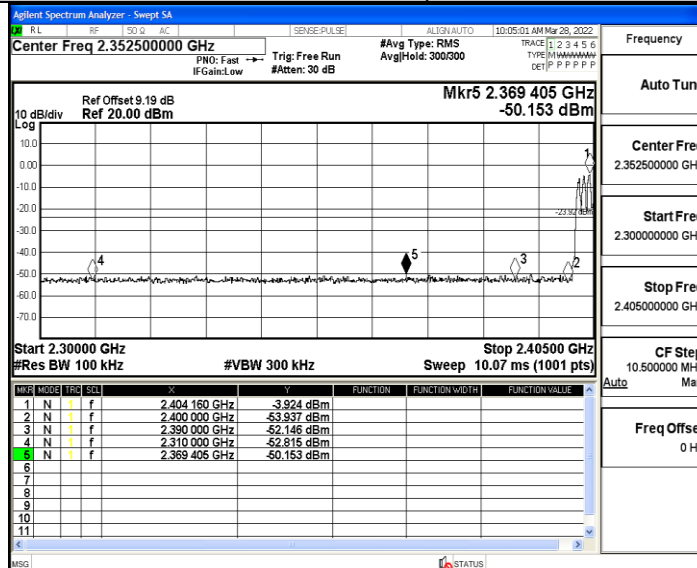 Agilent Spectrum Analyzer - Swept SA
RL RF 50 Ω AC SENSE:PULSE ALIGN AUTO 10:05:01 AM Mar 28, 2022
Center Freq 2.352500000 GHz
PNO: Fast
IFGain:Low
Trig: Free Run
#Atten: 30 dB
#Avg Type: RMS
Avg|Hold: 300/300
TRACE 1 2 3 4 5 6
TYPE M WWWWW
DET P P P P P P
Mkr5 2.369 405 GHz
-50.153 dBm
10 dB/div
Log
Ref Offset 9.19 dB
Ref 20.00 dBm
10.0
0.00
-10.0
-20.0
-30.0
-40.0
-50.0
-60.0
-70.0
1
-23.92 dBm
4
5
3
2
Start 2.30000 GHz
Stop 2.40500 GHz
#Res BW 100 kHz
#VBW 300 kHz
Sweep 10.07 ms (1001 pts)
MKR MODE TRC SCL X Y FUNCTION FUNCTION WIDTH FUNCTION VALUE
1 N 1 f 2.404 160 GHz -3.924 dBm
2 N 1 f 2.400 000 GHz -53.937 dBm
3 N 1 f 2.390 000 GHz -52.146 dBm
4 N 1 f 2.310 000 GHz -52.815 dBm
5 N 1 f 2.369 405 GHz -50.153 dBm
6
7
8
9
10
11
MSG
STATUS
Frequency
Auto Tun
Center Fre
2.352500000 GH
Start Fre
2.300000000 GH
Stop Fre
2.405000000 GH
CF Step
10.500000 MH
Auto Ma
Freq Offse
0 H